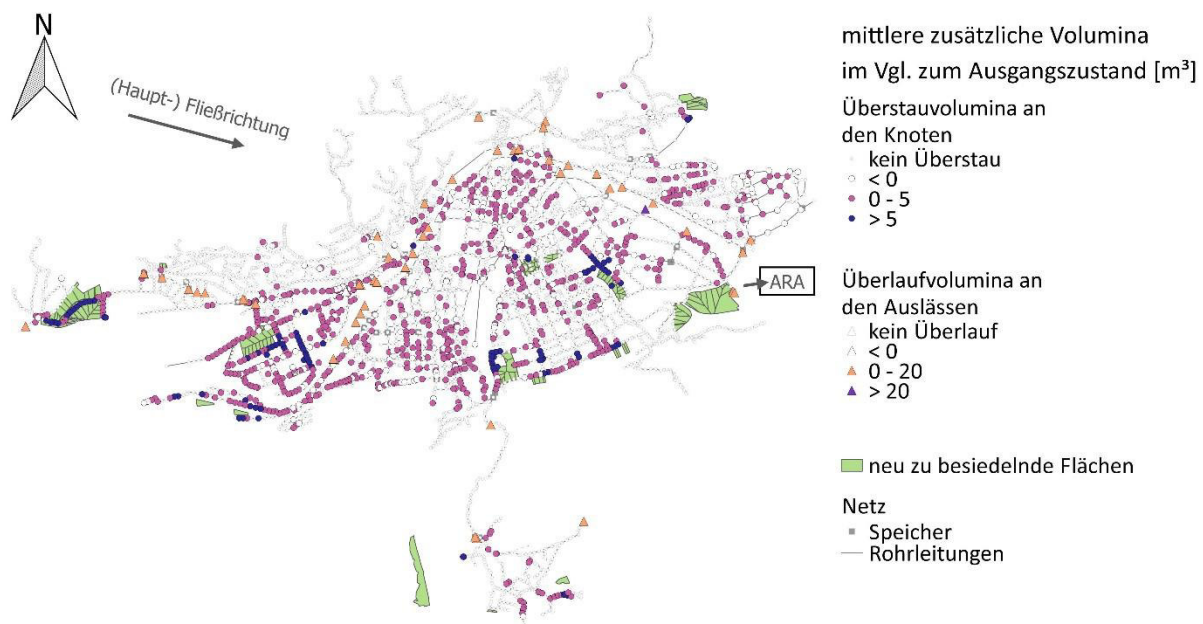 N
(Haupt-) Fließrichtung
ARA
mittlere zusätzliche Volumina
im Vgl. zum Ausgangszustand [m³]
Überstauvolumina an
den Knoten
kein Überstau
< 0
0 - 5
> 5
Überlaufvolumina an
den Auslässen
kein Überlauf
< 0
0 - 20
> 20
neu zu besiedelnde Flächen
Netz
Speicher
Rohrleitungen